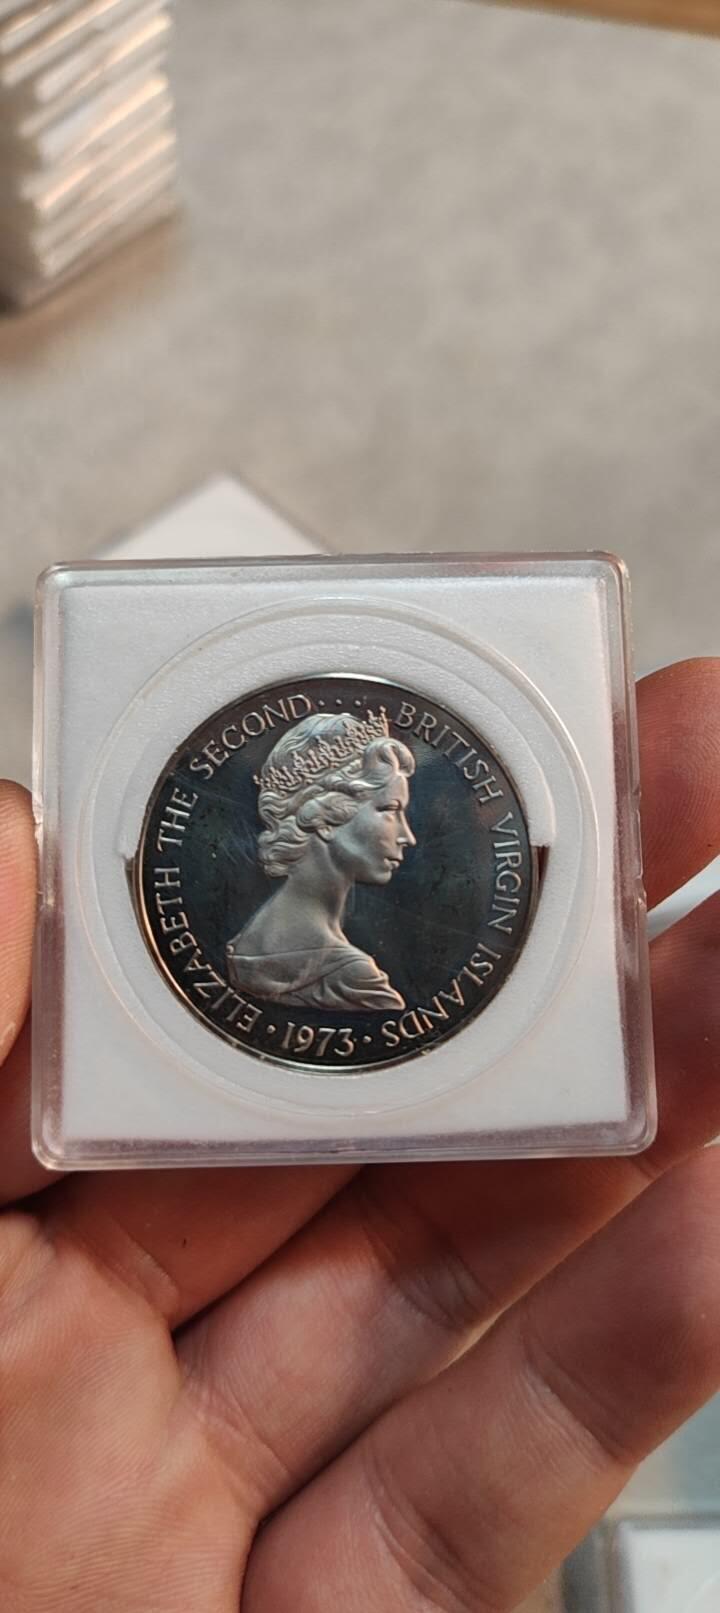 ELIZABETH THE SECOND... BRITISH VIRGIN ISLANDS
·1973·